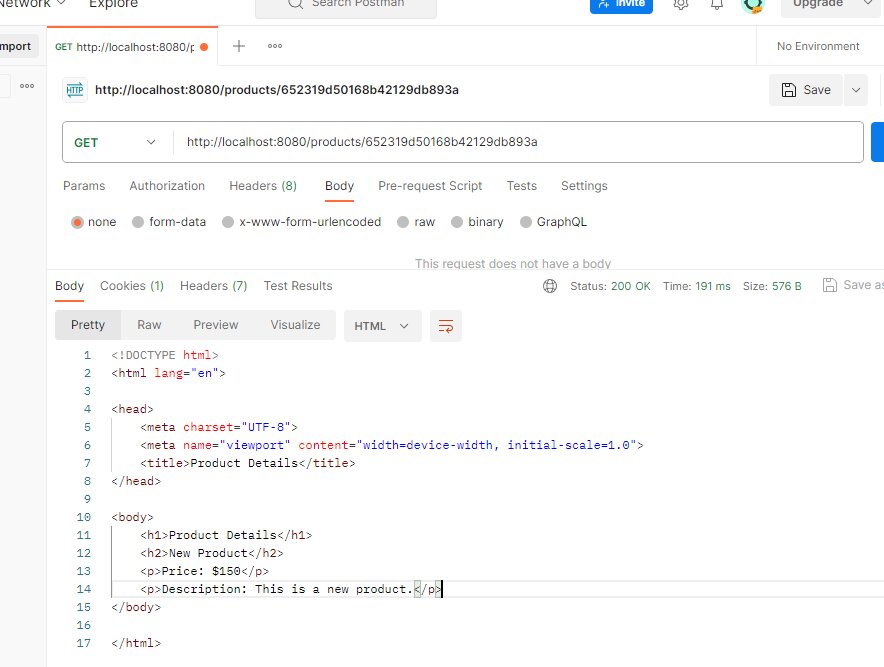 Network Explore Search Postman Invite Upgrade
Import GET http://localhost:8080/p No Environment
HTTP http://localhost:8080/products/652319d50168b42129db893a Save
GET http://localhost:8080/products/652319d50168b42129db893a
Params Authorization Headers (8) Body Pre-request Script Tests Settings
none form-data x-www-form-urlencoded raw binary GraphQL
This request does not have a body
Body Cookies (1) Headers (7) Test Results Status: 200 OK Time: 191 ms Size: 576 B Save as
Pretty Raw Preview Visualize HTML
1 <!DOCTYPE html>
2 <html lang="en">
3
4 <head>
5 <meta charset="UTF-8">
6 <meta name="viewport" content="width=device-width, initial-scale=1.0">
7 <title>Product Details</title>
8 </head>
9
10 <body>
11 <h1>Product Details</h1>
12 <h2>New Product</h2>
13 <p>Price: $150</p>
14 <p>Description: This is a new product.</p>
15 </body>
16
17 </html>